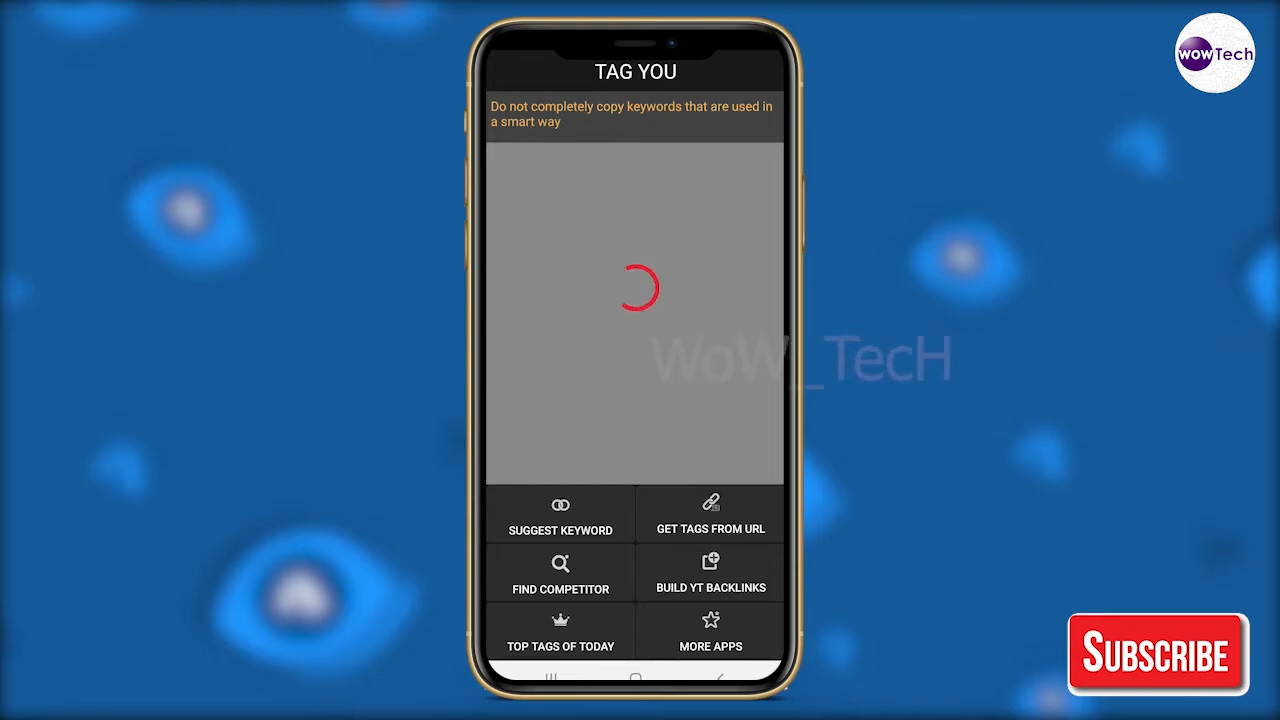 wowTech
TAG YOU
Do not completely copy keywords that are used in
a smart way
WoW_TecH
SUGGEST KEYWORD
GET TAGS FROM URL
FIND COMPETITOR
BUILD YT BACKLINKS
TOP TAGS OF TODAY
MORE APPS
SUBSCRIBE